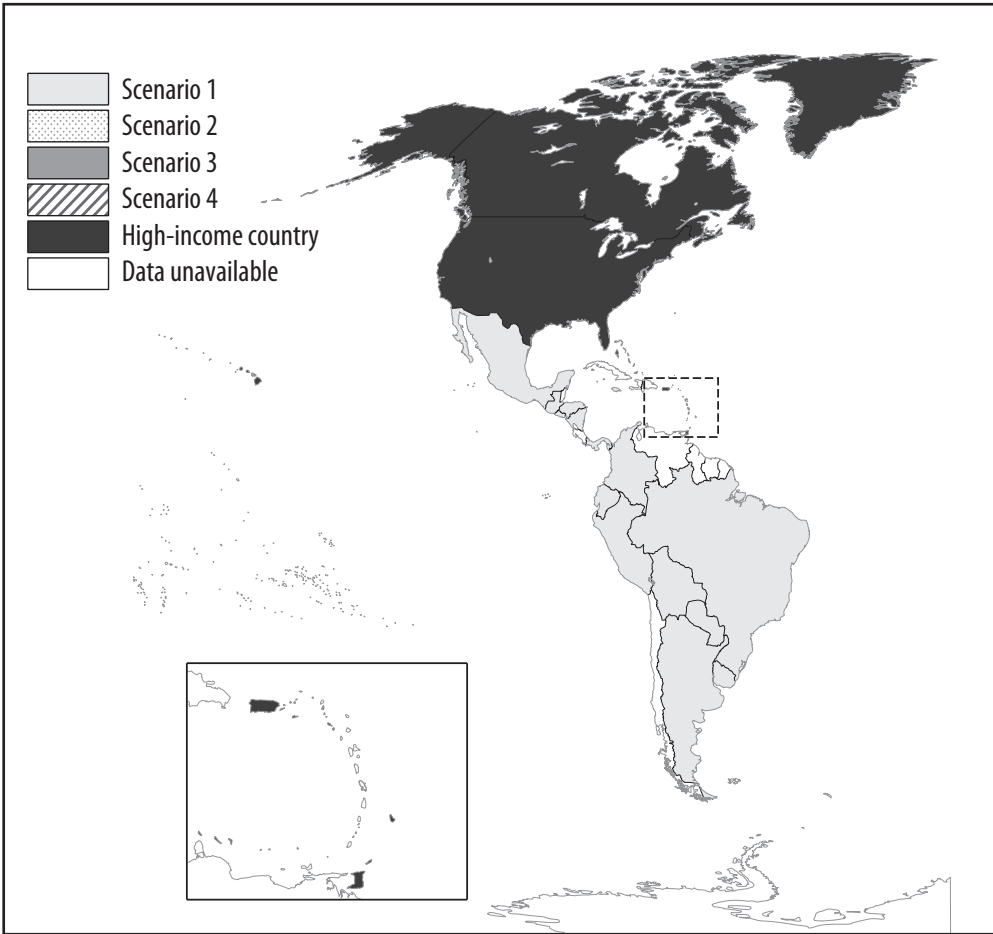 Scenario 1
Scenario 2
Scenario 3
Scenario 4
High-income country
Data unavailable